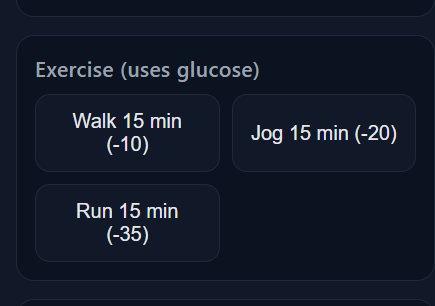 Exercise (uses glucose)
Walk 15 min
(-10)
Jog 15 min (-20)
Run 15 min
(-35)